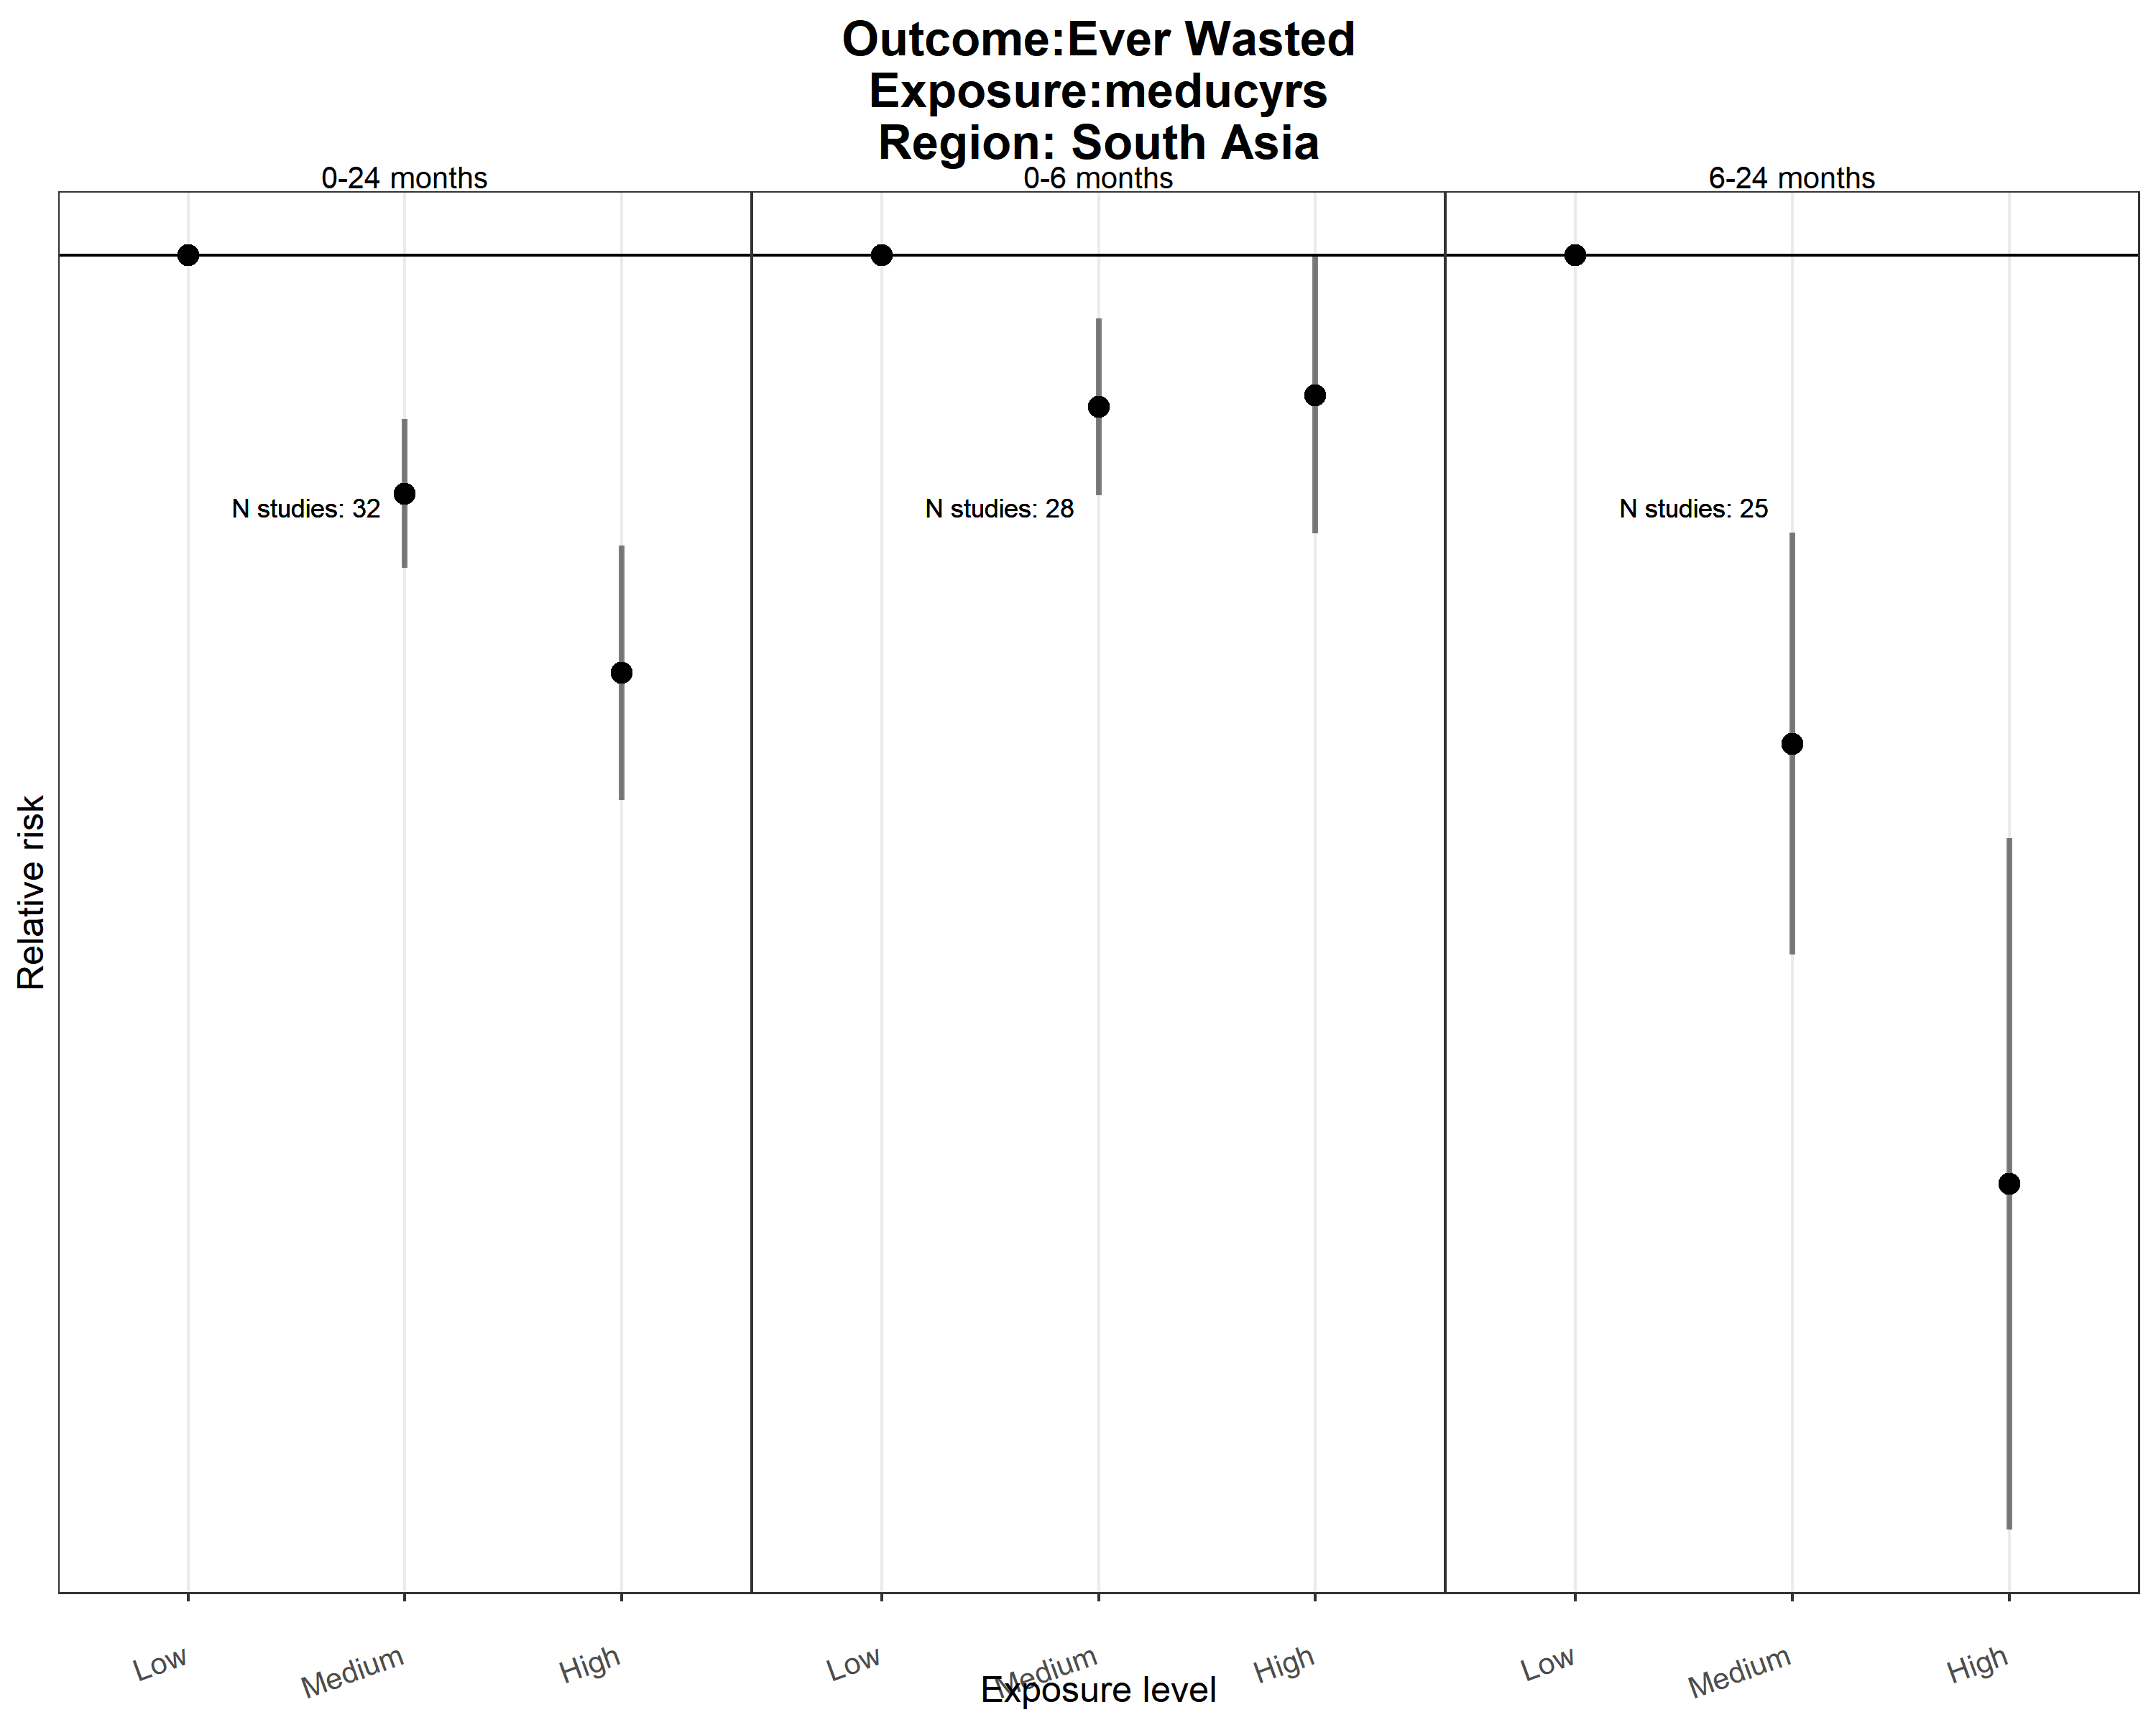 Outcome:Ever Wasted
Exposure:meducyrs
Region: South Asia
0-24 months
0-6 months
6-24 months
N studies: 32
N studies: 28
N studies: 25
Relative risk
Low
Medium
High
Low
Medium
High
Low
Medium
High
Exposure level